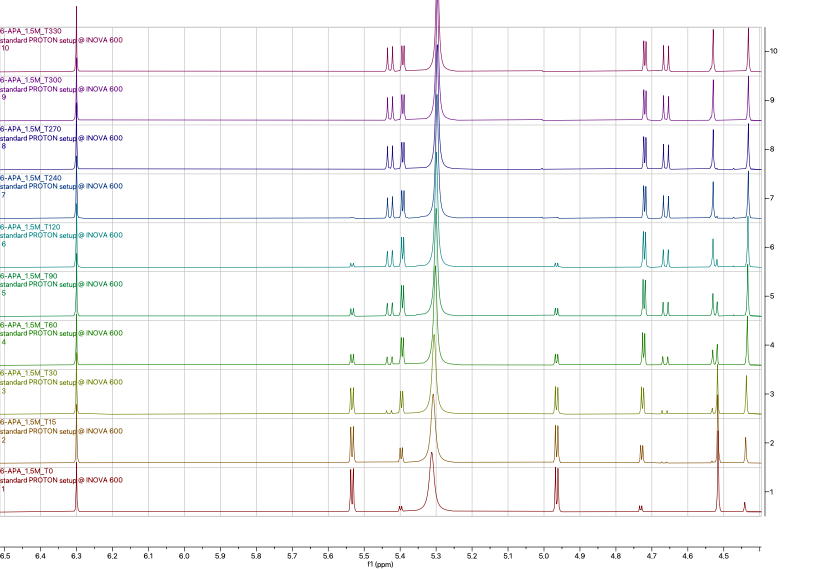 6-APA_1.5M_T330
standard PROTON setup @ INOVA 600
10
10
6-APA_1.5M_T300
standard PROTON setup @ INOVA 600
9
9
6-APA_1.5M_T270
standard PROTON setup @ INOVA 600
8
8
6-APA_1.5M_T240
standard PROTON setup @ INOVA 600
7
7
6-APA_1.5M_T120
standard PROTON setup @ INOVA 600
6
6
6-APA_1.5M_T90
standard PROTON setup @ INOVA 600
5
5
6-APA_1.5M_T60
standard PROTON setup @ INOVA 600
4
4
6-APA_1.5M_T30
standard PROTON setup @ INOVA 600
3
3
6-APA_1.5M_T15
standard PROTON setup @ INOVA 600
2
2
6-APA_1.5M_T0
standard PROTON setup @ INOVA 600
1
1
6.5 6.4 6.3 6.2 6.1 6.0 5.9 5.8 5.7 5.6 5.5 5.4 5.3 5.2 5.1 5.0 4.9 4.8 4.7 4.6 4.5
f1 (ppm)